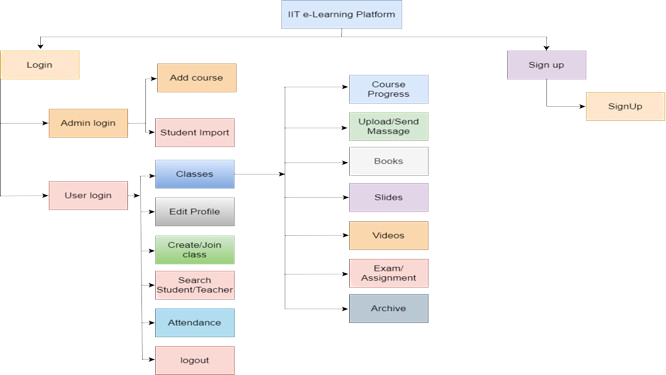 IIT e-Learning Platform
Login
Sign up
Add course
Course
Progress
SignUp
Admin login
Student Import
Upload/Send
Massage
Books
Classes
User login
Slides
Edit Profile
Videos
Create/Join
class
Exam/
Assignment
Search
Student/Teacher
Archive
Attendance
logout